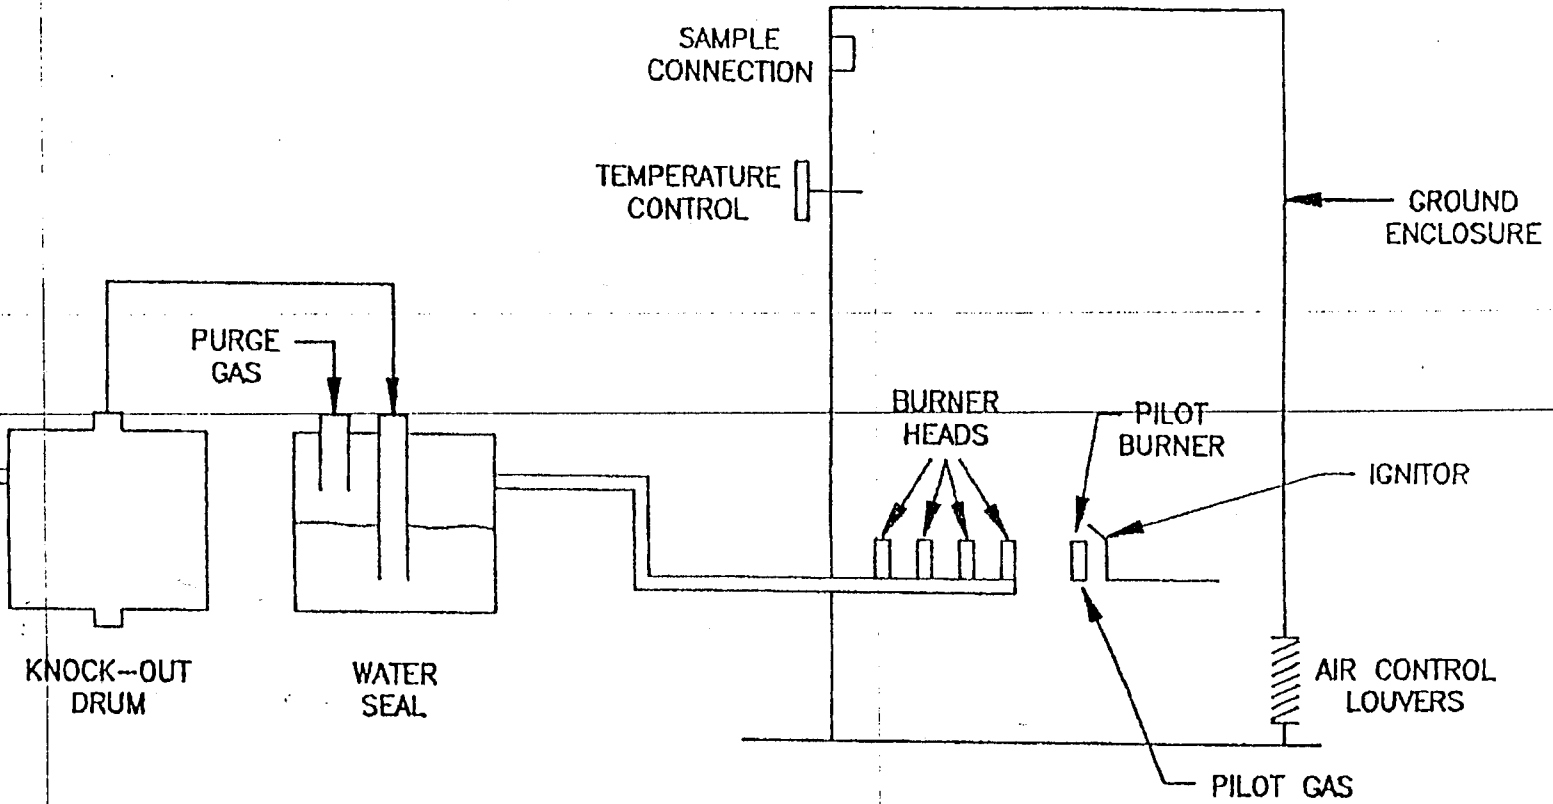 SAMPLE
CONNECTION
TEMPERATURE
CONTROL
GROUND
ENCLOSURE
PURGE
GAS
BURNER
HEADS
PILOT
BURNER
IGNITOR
KNOCK-OUT
DRUM
WATER
SEAL
AIR CONTROL
LOUVERS
PILOT GAS